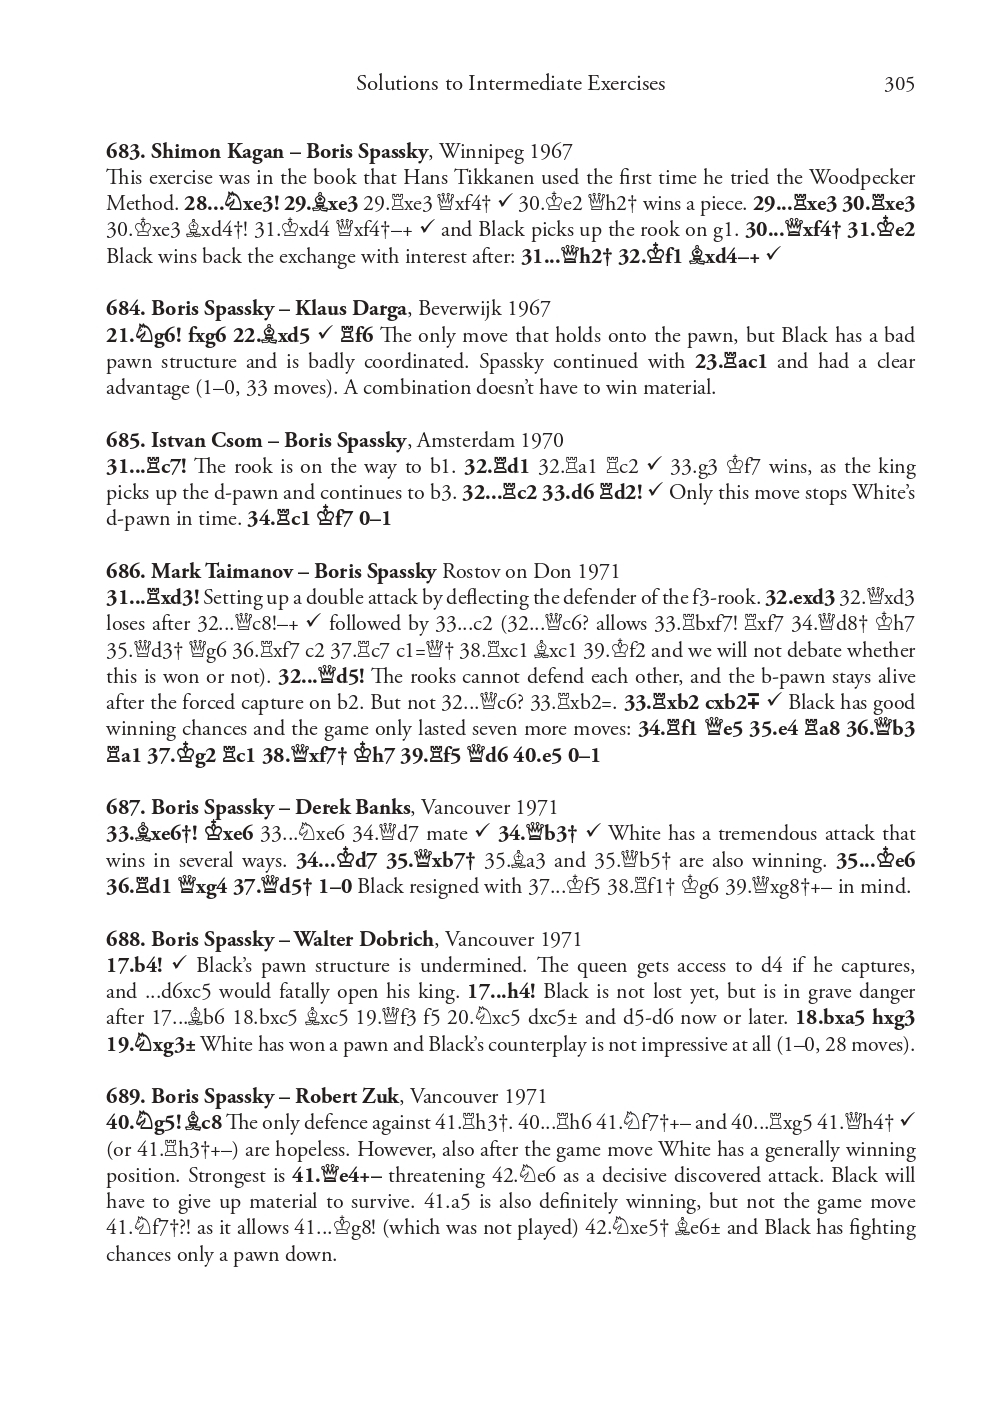 Solutions to Intermediate Exercises 305
683. Shimon Kagan – Boris Spassky, Winnipeg 1967
This exercise was in the book that Hans Tikkanen used the first time he tried the Woodpecker
Method. 28...♘xe3! 29.♗xe3 29.♖xe3 ♕xf4† ✓ 30.♔e2 ♕h2† wins a piece. 29...♖xe3 30.♖xe3
30.♔xe3 ♗xd4†! 31.♔xd4 ♕xf4†–+ ✓ and Black picks up the rook on g1. 30...♕xf4† 31.♔e2
Black wins back the exchange with interest after: 31...♕h2† 32.♔f1 ♗xd4–+ ✓
684. Boris Spassky – Klaus Darga, Beverwijk 1967
21.♘g6! fxg6 22.♗xd5 ✓ ♖f6 The only move that holds onto the pawn, but Black has a bad
pawn structure and is badly coordinated. Spassky continued with 23.♖ac1 and had a clear
advantage (1–0, 33 moves). A combination doesn't have to win material.
685. Istvan Csom – Boris Spassky, Amsterdam 1970
31...♖c7! The rook is on the way to b1. 32.♖d1 32.♖a1 ♖c2 ✓ 33.g3 ♔f7 wins, as the king
picks up the d-pawn and continues to b3. 32...♖c2 33.d6 ♖d2! ✓ Only this move stops White's
d-pawn in time. 34.♖c1 ♔f7 0–1
686. Mark Taimanov – Boris Spassky Rostov on Don 1971
31...♖xd3! Setting up a double attack by deflecting the defender of the f3-rook. 32.exd3 32.♕xd3
loses after 32...♕c8!–+ ✓ followed by 33...c2 (32...♕c6? allows 33.♖bxf7! ♖xf7 34.♕d8† ♔h7
35.♕d3† ♕g6 36.♖xf7 c2 37.♖c7 c1=♕† 38.♖xc1 ♗xc1 39.♔f2 and we will not debate whether
this is won or not). 32...♕d5! The rooks cannot defend each other, and the b-pawn stays alive
after the forced capture on b2. But not 32...♕c6? 33.♖xb2=. 33.♖xb2 cxb2∓ ✓ Black has good
winning chances and the game only lasted seven more moves: 34.♖f1 ♕e5 35.e4 ♖a8 36.♕b3
♖a1 37.♔g2 ♖c1 38.♕xf7† ♔h7 39.♖f5 ♕d6 40.e5 0–1
687. Boris Spassky – Derek Banks, Vancouver 1971
33.♗xe6†! ♔xe6 33...♘xe6 34.♕d7 mate ✓ 34.♕b3† ✓ White has a tremendous attack that
wins in several ways. 34...♔d7 35.♕xb7† 35.♗a3 and 35.♕b5† are also winning. 35...♔e6
36.♖d1 ♕xg4 37.♕d5† 1–0 Black resigned with 37...♔f5 38.♖f1† ♔g6 39.♕xg8†+– in mind.
688. Boris Spassky – Walter Dobrich, Vancouver 1971
17.b4! ✓ Black's pawn structure is undermined. The queen gets access to d4 if he captures,
and ...d6xc5 would fatally open his king. 17...h4! Black is not lost yet, but is in grave danger
after 17...♗b6 18.bxc5 ♗xc5 19.♕f3 f5 20.♘xc5 dxc5± and d5-d6 now or later. 18.bxa5 hxg3
19.♘xg3± White has won a pawn and Black's counterplay is not impressive at all (1–0, 28 moves).
689. Boris Spassky – Robert Zuk, Vancouver 1971
40.♘g5! ♗c8 The only defence against 41.♖h3†. 40...♖h6 41.♘f7†+– and 40...♖xg5 41.♕h4† ✓
(or 41.♖h3†+–) are hopeless. However, also after the game move White has a generally winning
position. Strongest is 41.♕e4+– threatening 42.♘e6 as a decisive discovered attack. Black will
have to give up material to survive. 41.a5 is also definitely winning, but not the game move
41.♘f7†?! as it allows 41...♔g8! (which was not played) 42.♘xe5† ♗e6± and Black has fighting
chances only a pawn down.